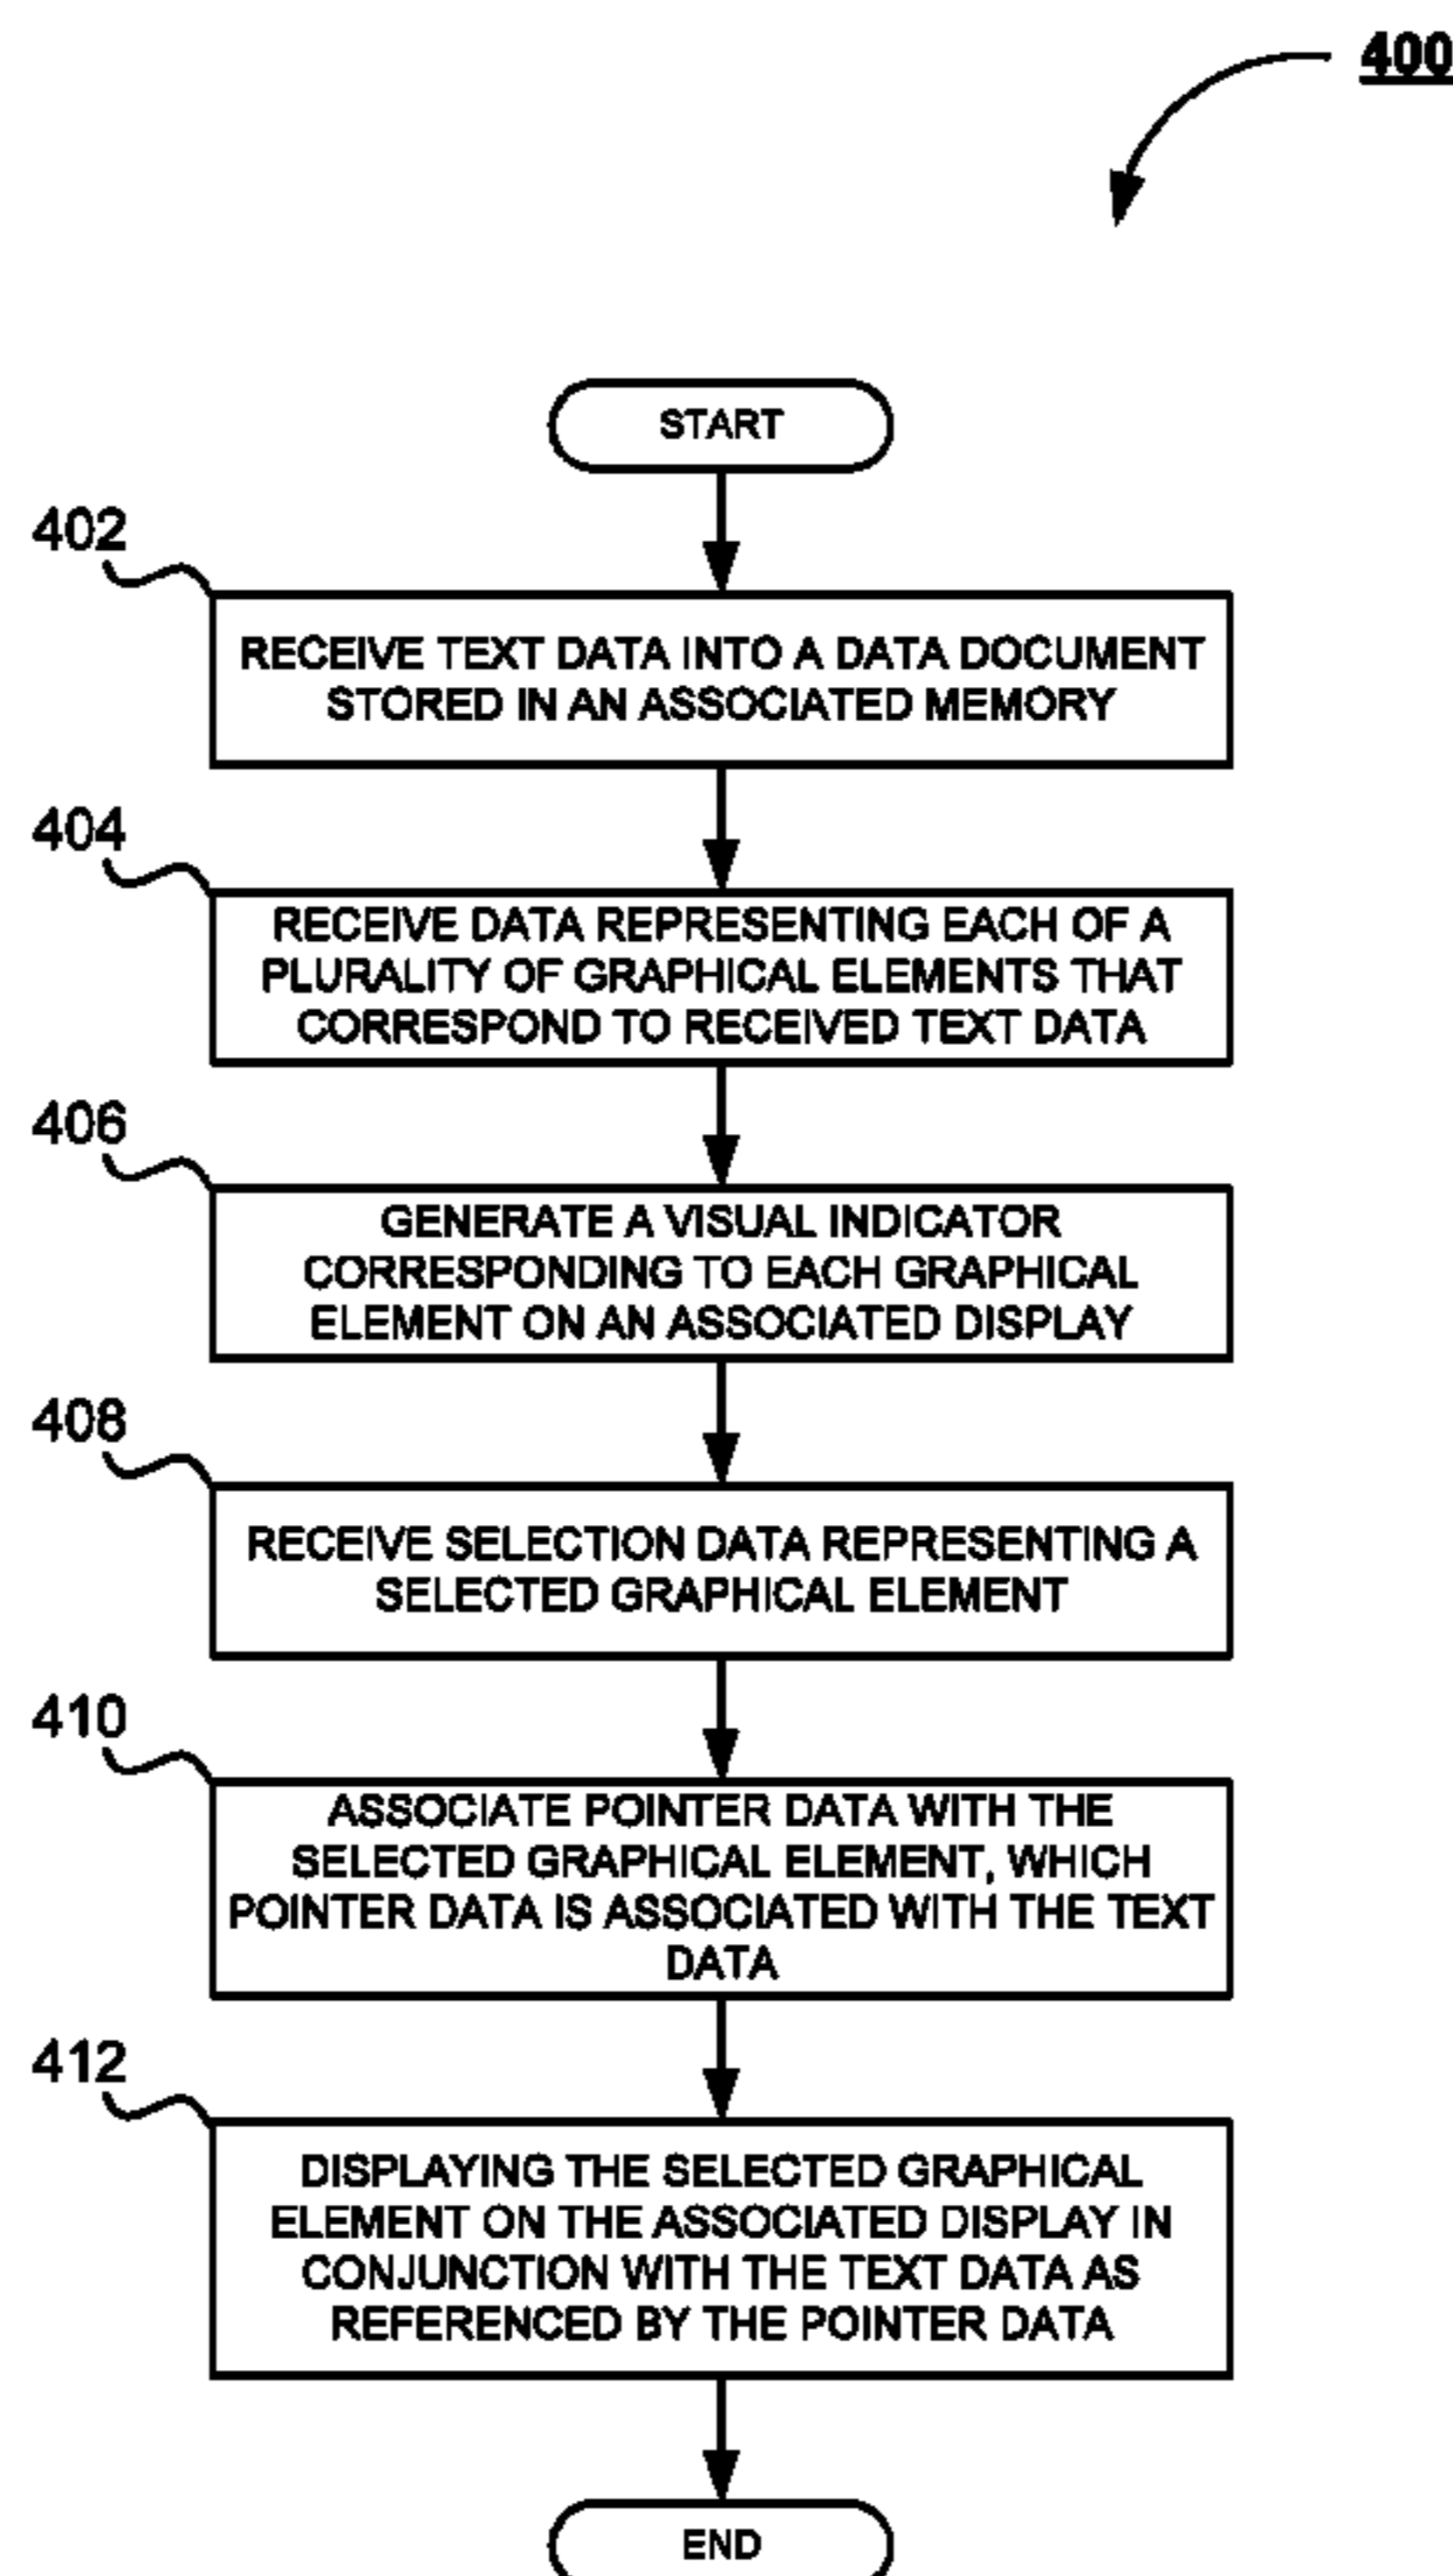 400
START
402
RECEIVE TEXT DATA INTO A DATA DOCUMENT
STORED IN AN ASSOCIATED MEMORY
404
RECEIVE DATA REPRESENTING EACH OF A
PLURALITY OF GRAPHICAL ELEMENTS THAT
CORRESPOND TO RECEIVED TEXT DATA
406
GENERATE A VISUAL INDICATOR
CORRESPONDING TO EACH GRAPHICAL
ELEMENT ON AN ASSOCIATED DISPLAY
408
RECEIVE SELECTION DATA REPRESENTING A
SELECTED GRAPHICAL ELEMENT
410
ASSOCIATE POINTER DATA WITH THE
SELECTED GRAPHICAL ELEMENT, WHICH
POINTER DATA IS ASSOCIATED WITH THE TEXT
DATA
412
DISPLAYING THE SELECTED GRAPHICAL
ELEMENT ON THE ASSOCIATED DISPLAY IN
CONJUNCTION WITH THE TEXT DATA AS
REFERENCED BY THE POINTER DATA
END